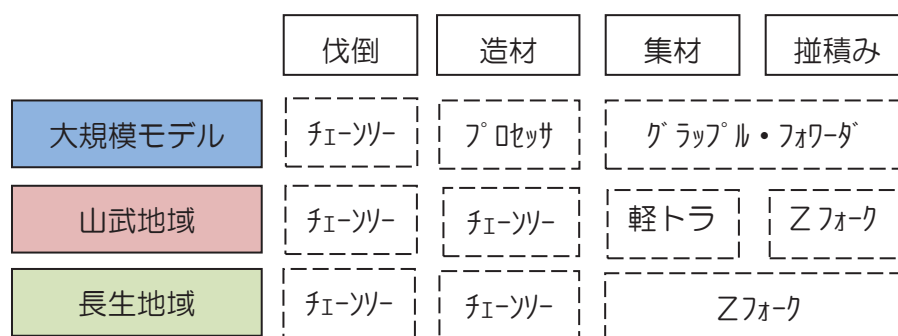 伐倒 造材 集材 掽積み
大規模モデル ﾁｪｰﾝｿｰ ﾌﾟﾛｾｯｻ ｸﾞﾗｯﾌﾟﾙ・ﾌｫﾜｰﾀﾞ
山武地域 ﾁｪｰﾝｿｰ ﾁｪｰﾝｿｰ 軽トラ Zﾌｫｰｸ
長生地域 ﾁｪｰﾝｿｰ ﾁｪｰﾝｿｰ Zﾌｫｰｸ